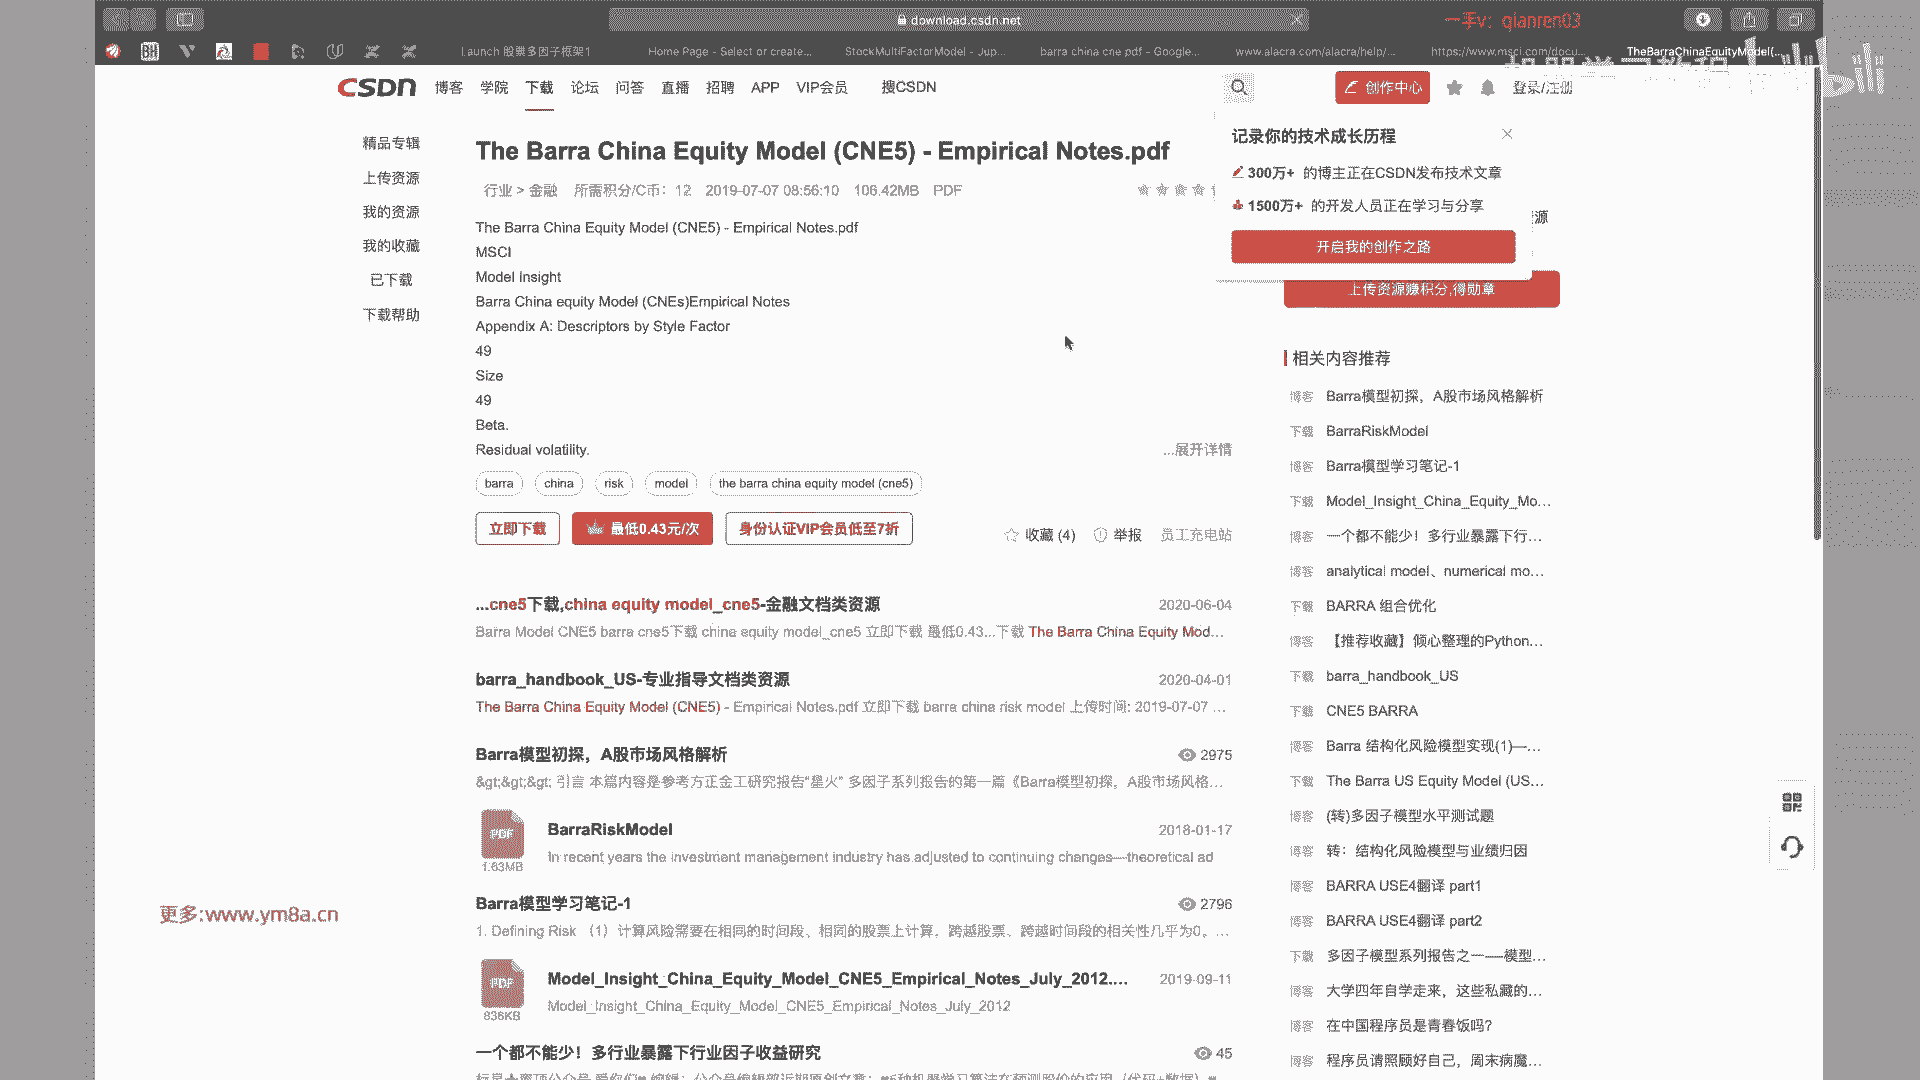 download.csdn.net
一手v：qianren03
Launch 股票多因子框架1
Home Page - Select or create...
StockMultiFactorModel - Jup...
barra china cne pdf - Google...
www.alacra.com/alacra/help/...
https://www.msci.com/docu...
TheBarraChinaEquityModel(...
CSDN
博客
学院
下载
论坛
问答
直播
招聘
APP
VIP会员
搜CSDN
创作中心
登录/注册
精品专辑
上传资源
我的资源
我的收藏
已下载
下载帮助
The Barra China Equity Model (CNE5) - Empirical Notes.pdf
行业 > 金融 所需积分/C币： 12 2019-07-07 08:56:10 106.42MB PDF
The Barra China Equity Model (CNE5) - Empirical Notes.pdf
MSCI
Model Insight
Barra China equity Model (CNEs)Empirical Notes
Appendix A: Descriptors by Style Factor
49
Size
49
Beta.
Residual volatility.
...展开详情
barra
china
risk
model
the barra china equity model (cne5)
立即下载
最低0.43元/次
身份认证VIP会员低至7折
收藏 (4)
举报
员工充电站
...cne5下载,china equity model_cne5-金融文档类资源
2020-06-04
Barra Model CNE5 barra cne5下载 china equity model_cne5 立即下载 最低0.43...下载 The Barra China Equity Mod...
barra_handbook_US-专业指导文档类资源
2020-04-01
The Barra China Equity Model (CNE5) - Empirical Notes.pdf 立即下载 barra china risk model 上传时间: 2019-07-07 ...
Barra模型初探，A股市场风格解析
2975
&gt;&gt;&gt; 引言 本篇内容是参考方正金工研究报告“星火” 多因子系列报告的第一篇《Barra模型初探，A股市场风格...
PDF
1.63MB
BarraRiskModel
2018-01-17
In recent years the investment management industry has adjusted to continuing changes—theoretical ad
Barra模型学习笔记-1
2796
1. Defining Risk （1）计算风险需要在相同的时间段、相同的股票上计算，跨越股票、跨越时间段的相关性几乎为0。...
PDF
836KB
Model_Insight_China_Equity_Model_CNE5_Empirical_Notes_July_2012....
2019-09-11
Model_Insight_China_Equity_Model_CNE5_Empirical_Notes_July_2012
一个都不能少！多行业暴露下行业因子收益研究
45
记录你的技术成长历程
300万+ 的博主正在CSDN发布技术文章
1500万+ 的开发人员正在学习与分享
开启我的创作之路
上传资源赚积分,得勋章
相关内容推荐
博客 Barra模型初探，A股市场风格解析
下载 BarraRiskModel
博客 Barra模型学习笔记-1
下载 Model_Insight_China_Equity_Mo...
博客 一个都不能少！多行业暴露下行...
博客 analytical model、numerical mo...
下载 BARRA 组合优化
博客 【推荐收藏】倾心整理的Python...
下载 barra_handbook_US
下载 CNE5 BARRA
博客 Barra 结构化风险模型实现(1)—...
下载 The Barra US Equity Model (US...
博客 (转)多因子模型水平测试题
博客 转：结构化风险模型与业绩归因
博客 BARRA USE4翻译 part1
博客 BARRA USE4翻译 part2
下载 多因子模型系列报告之一——模型...
博客 大学四年自学走来，这些私藏的...
博客 在中国程序员是青春饭吗?
博客 程序员请照顾好自己，周末病魔...
更多:www.ym8a.cn